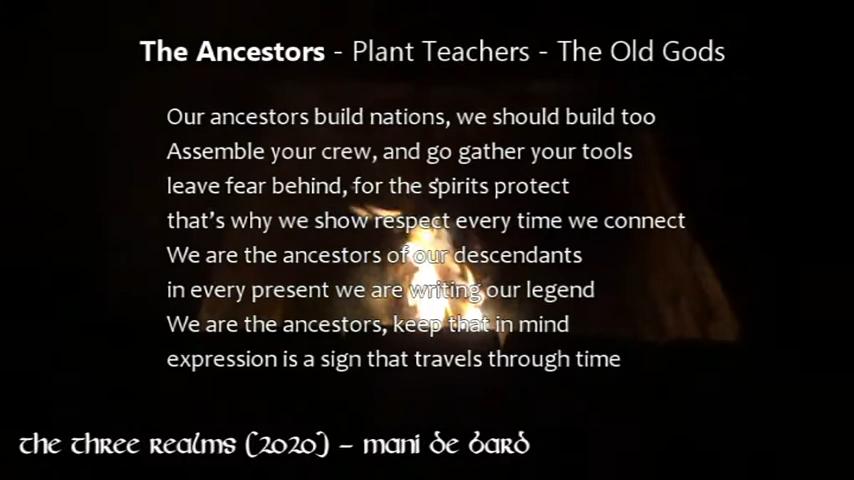 The Ancestors - Plant Teachers - The Old Gods
Our ancestors build nations, we should build too
Assemble your crew, and go gather your tools
leave fear behind, for the spirits protect
that's why we show respect every time we connect
We are the ancestors of our descendants
in every present we are writing our legend
We are the ancestors, keep that in mind
expression is a sign that travels through time
the three realms (2020) – mani de bard